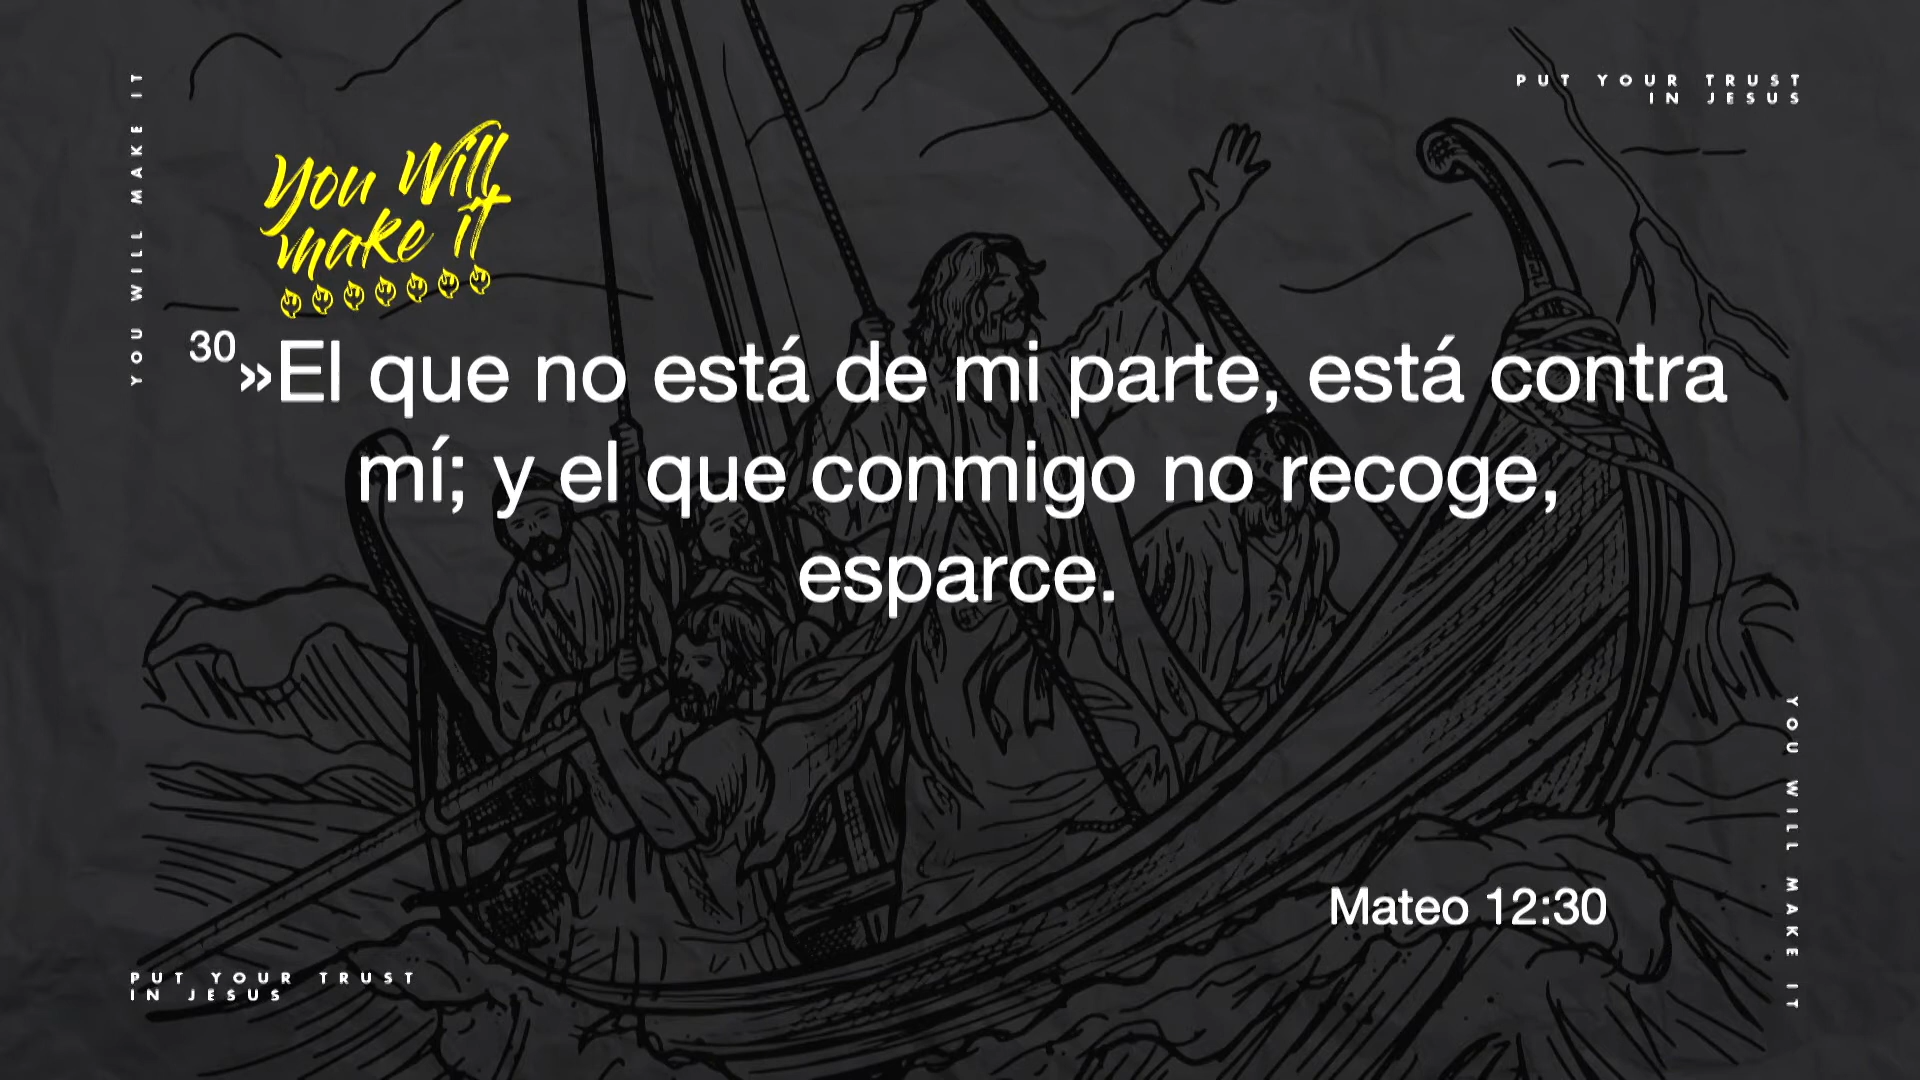 YOU WILL MAKE IT
PUT YOUR TRUST
IN JESUS
You Will
make it
30»El que no está de mi parte, está contra
mí; y el que conmigo no recoge,
esparce.
Mateo 12:30
YOU WILL MAKE IT
PUT YOUR TRUST
IN JESUS